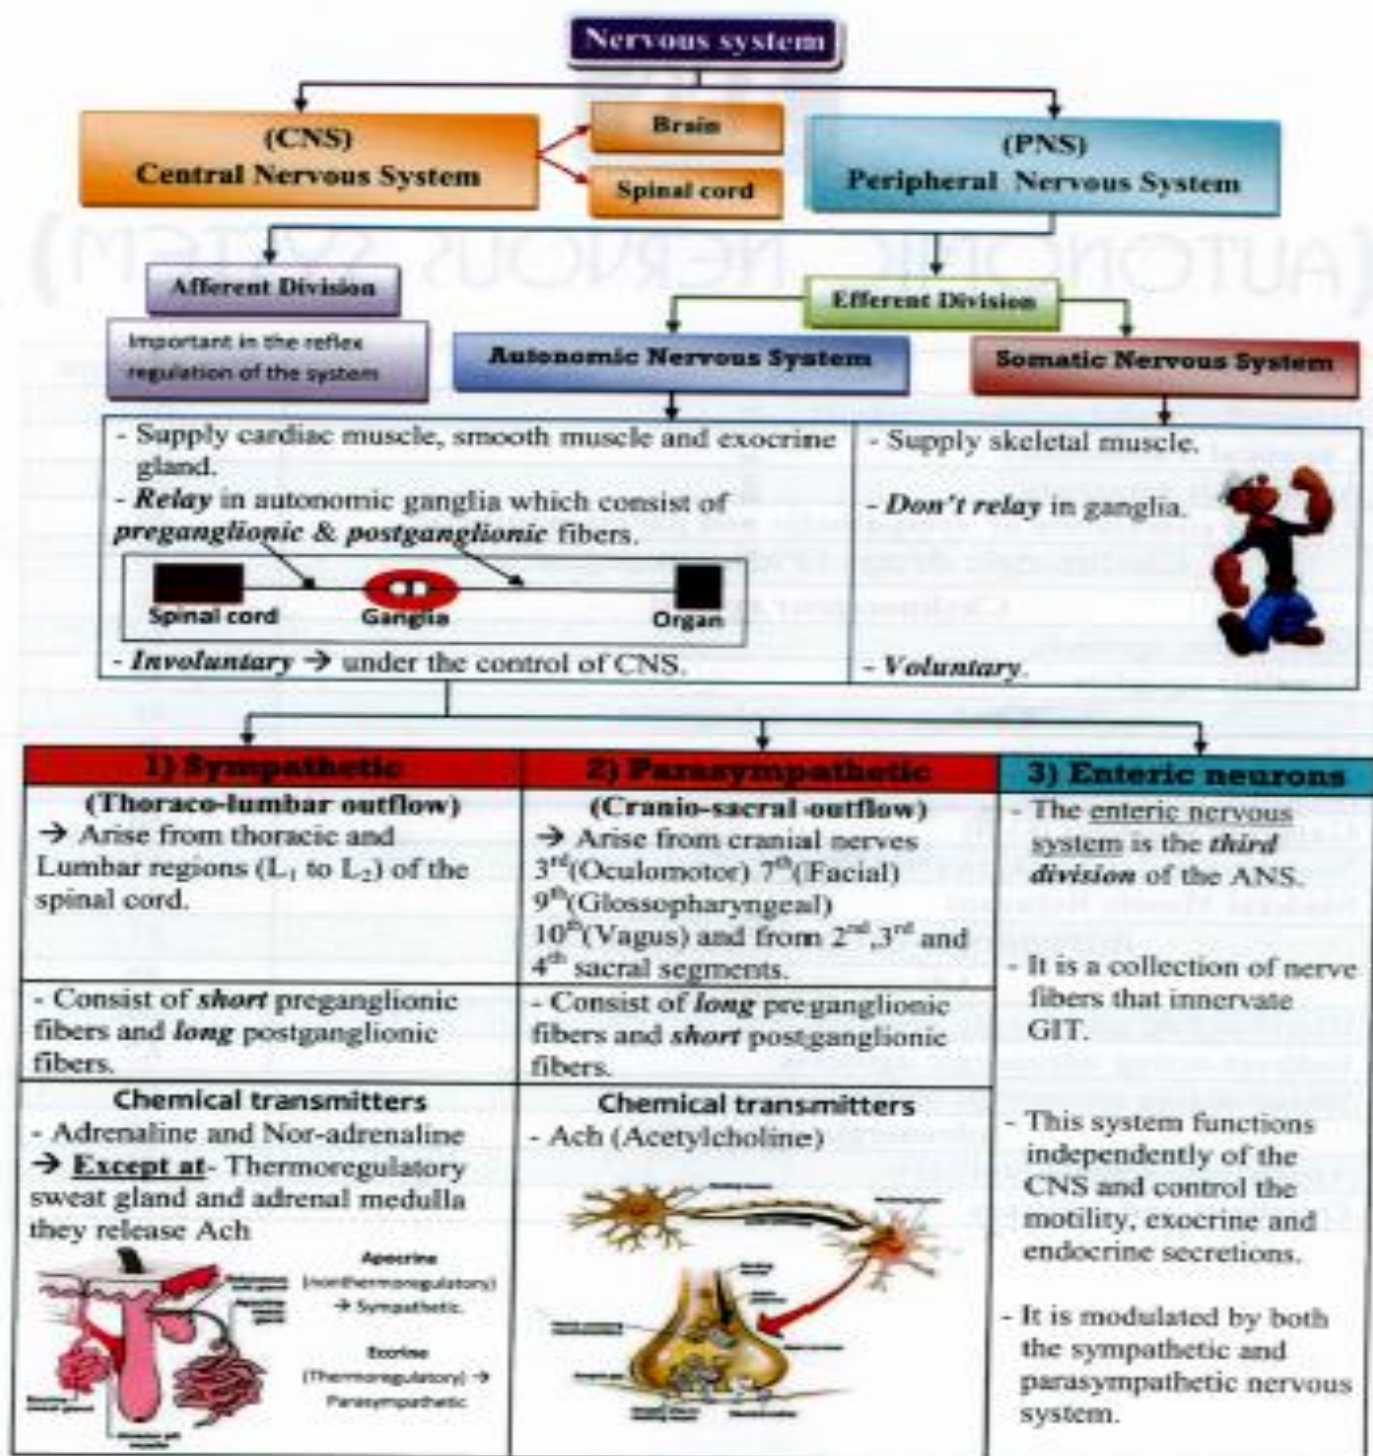 Nervous system
(CNS)
Central Nervous System
Brain
Spinal cord
(PNS)
Peripheral Nervous System
(AUTONOMIC NERVOUS SYSTEM)
Afferent Division
Important in the reflex
regulation of the system
Efferent Division
Autonomic Nervous System
Somatic Nervous System
- Supply cardiac muscle, smooth muscle and exocrine
gland.
- Relay in autonomic ganglia which consist of
preganglionic & postganglionic fibers.
Spinal cord
Ganglia
Organ
- Involuntary → under the control of CNS.
- Supply skeletal muscle.
- Don't relay in ganglia.
- Voluntary.
1) Sympathetic
(Thoraco-lumbar outflow)
→ Arise from thoracic and
Lumbar regions (L₁ to L₂) of the
spinal cord.
- Consist of short preganglionic
fibers and long postganglionic
fibers.
Chemical transmitters
- Adrenaline and Nor-adrenaline
→ Except at- Thermoregulatory
sweat gland and adrenal medulla
they release Ach
Apocrine
(nonthermoregulatory)
→ Sympathetic.
Eccrine
(Thermoregulatory) →
Parasympathetic
2) Parasympathetic
(Cranio-sacral outflow)
→ Arise from cranial nerves
3rd(Oculomotor) 7th(Facial)
9th(Glossopharyngeal)
10th(Vagus) and from 2nd,3rd and
4th sacral segments.
- Consist of long preganglionic
fibers and short postganglionic
fibers.
Chemical transmitters
- Ach (Acetylcholine)
3) Enteric neurons
- The enteric nervous
system is the third
division of the ANS.
- It is a collection of nerve
fibers that innervate
GIT.
- This system functions
independently of the
CNS and control the
motility, exocrine and
endocrine secretions.
- It is modulated by both
the sympathetic and
parasympathetic nervous
system.